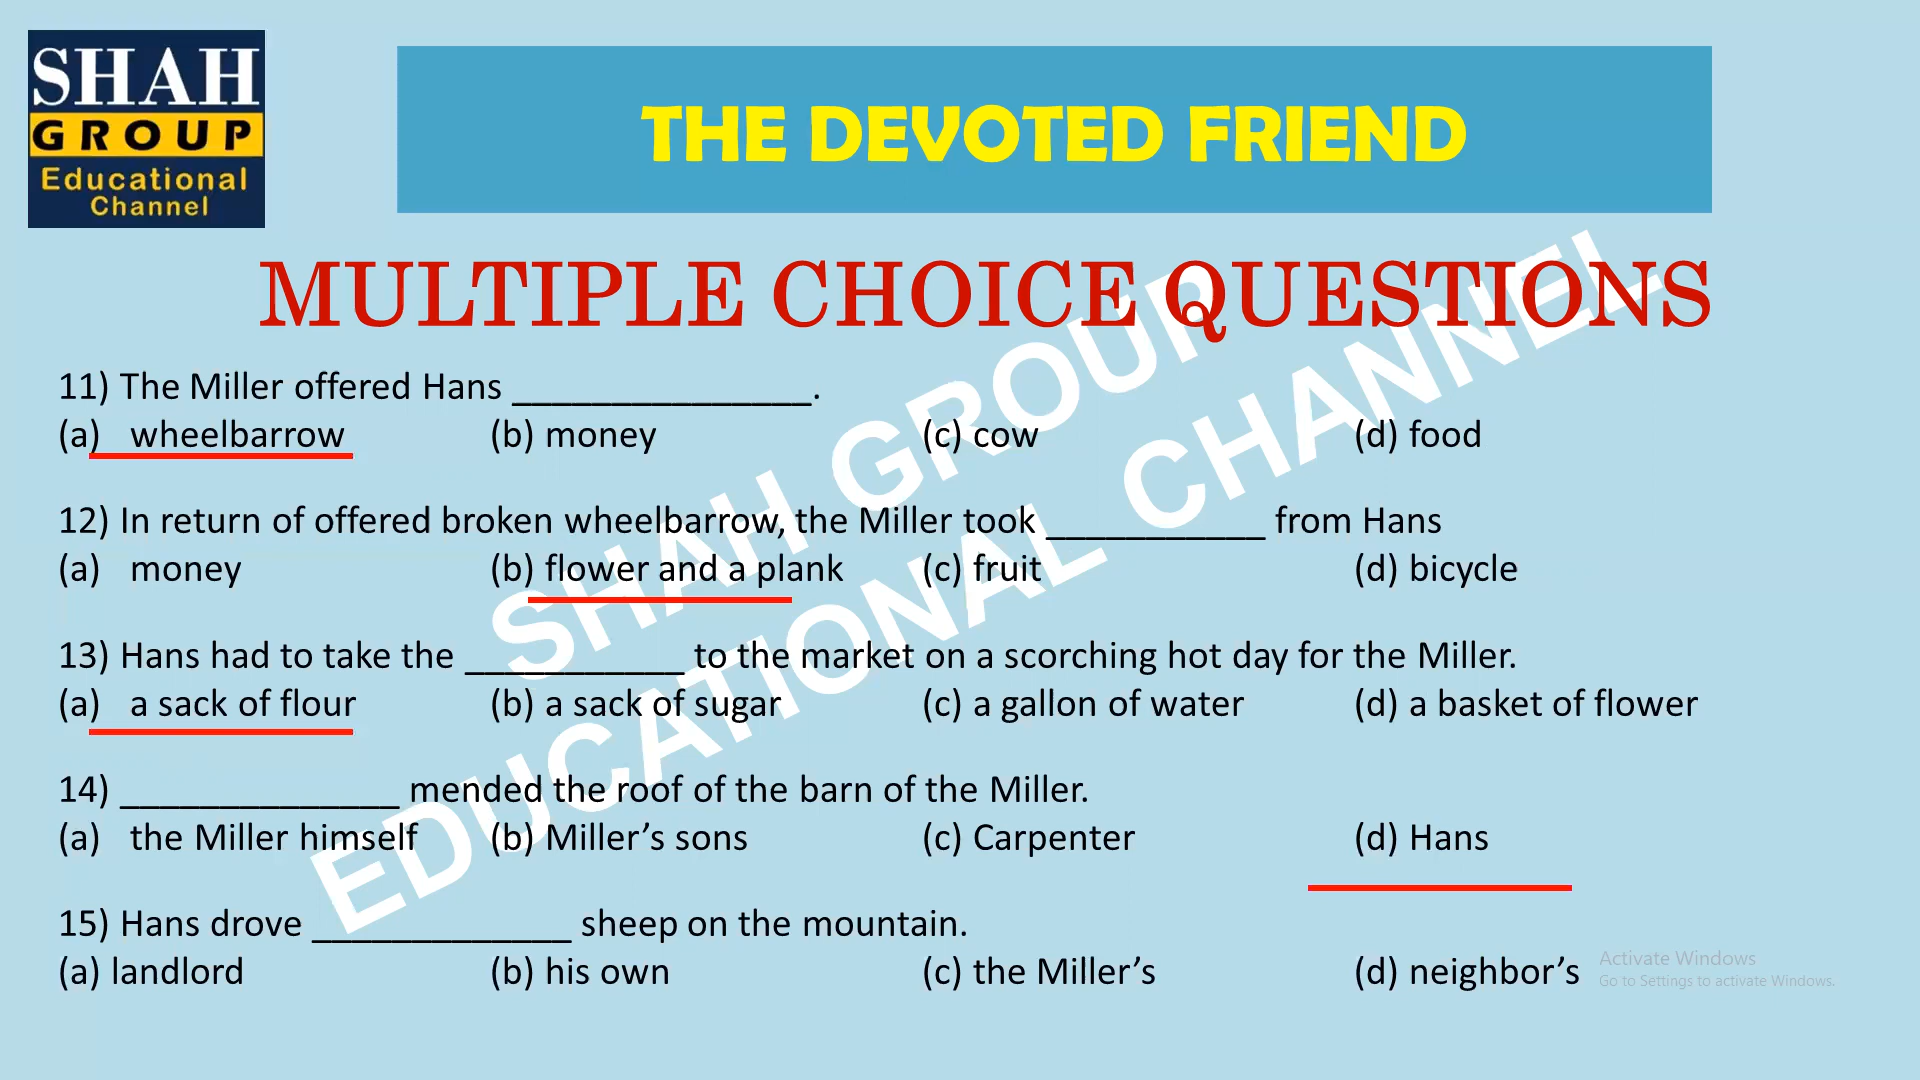 SHAH
GROUP
Educational
Channel
THE DEVOTED FRIEND
MULTIPLE CHOICE QUESTIONS
11) The Miller offered Hans _______________.
(a) wheelbarrow (b) money (c) cow (d) food
12) In return of offered broken wheelbarrow, the Miller took ___________ from Hans
(a) money (b) flower and a plank (c) fruit (d) bicycle
13) Hans had to take the ___________ to the market on a scorching hot day for the Miller.
(a) a sack of flour (b) a sack of sugar (c) a gallon of water (d) a basket of flower
14) ______________ mended the roof of the barn of the Miller.
(a) the Miller himself (b) Miller’s sons (c) Carpenter (d) Hans
15) Hans drove _____________ sheep on the mountain.
(a) landlord (b) his own (c) the Miller’s (d) neighbor’s
SHAH GROUP
EDUCATIONAL CHANNEL
Activate Windows
Go to Settings to activate Windows.